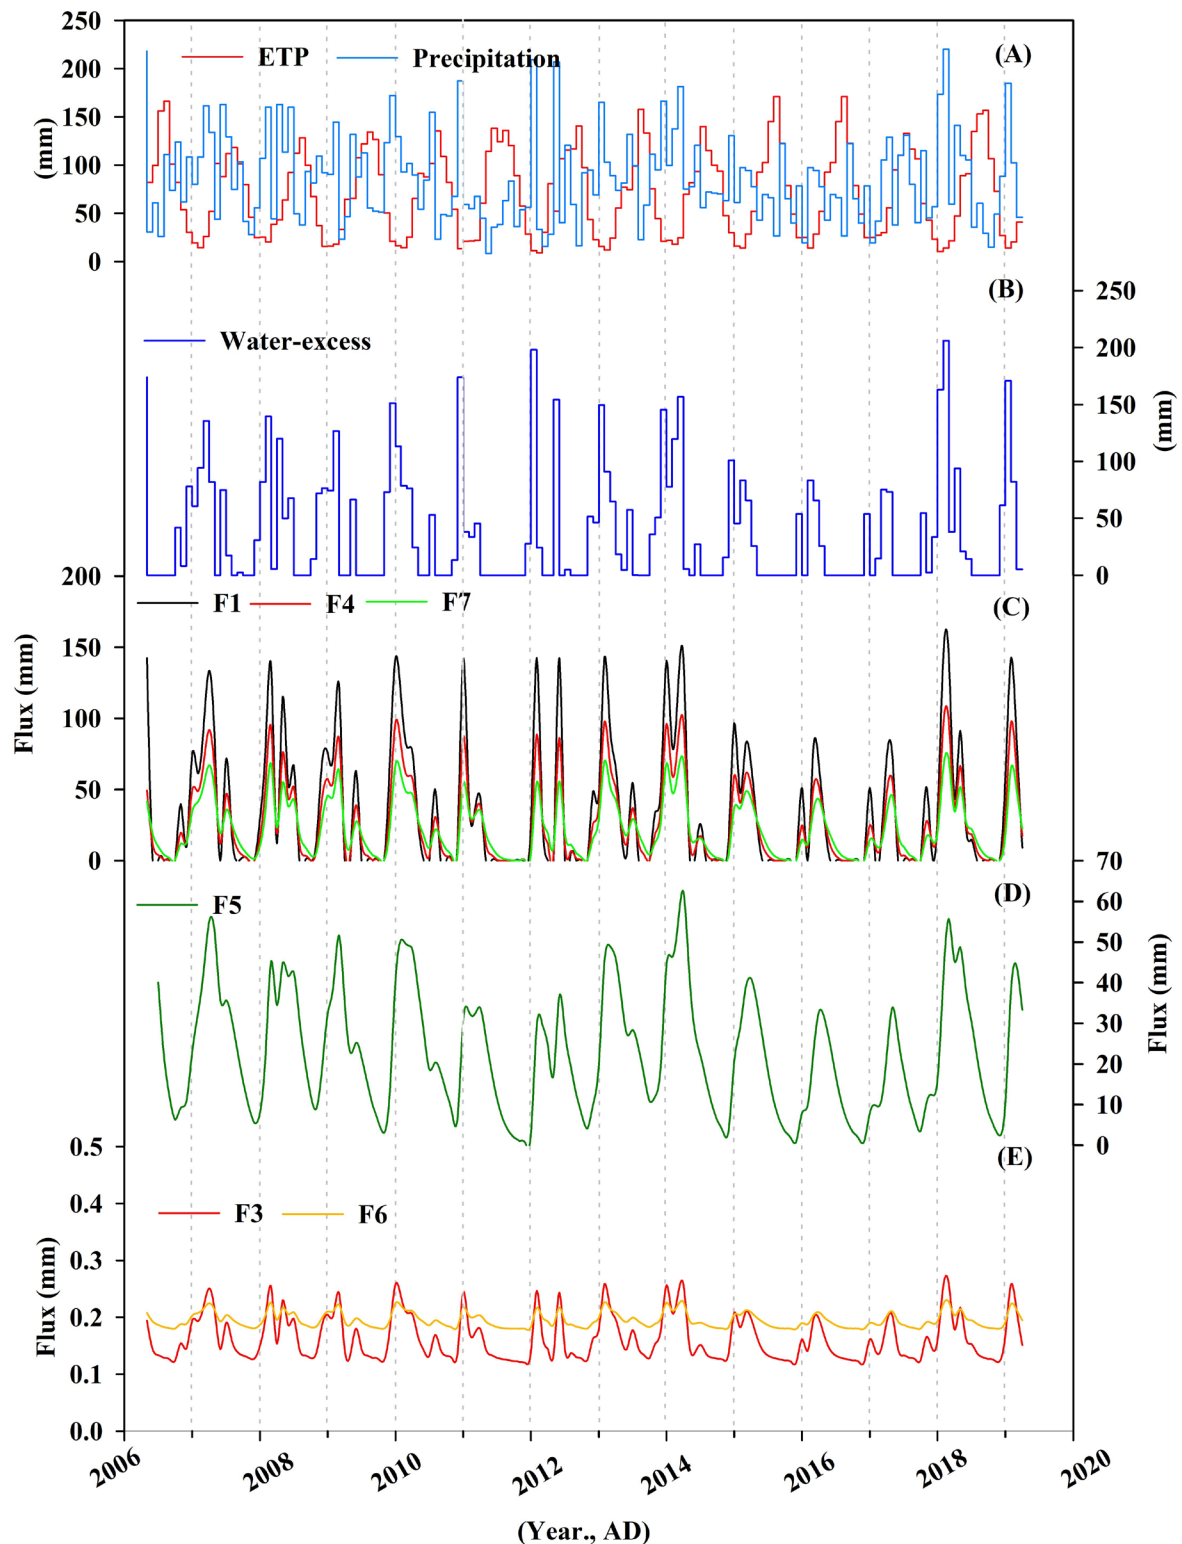 250
ETP Precipitation (A)
200
150
(mm)
100
50
0
(B)
250
Water-excess
200
150
(mm)
100
50
200 0
F1 F4 F7 (C)
150
Flux (mm)
100
50
0 70
F5 (D)
60
50
40
Flux (mm)
30
20
10
0.5 0
(E)
0.4
F3 F6
0.3
Flux (mm)
0.2
0.1
0.0
2006 2008 2010 2012 2014 2016 2018 2020
(Year., AD)